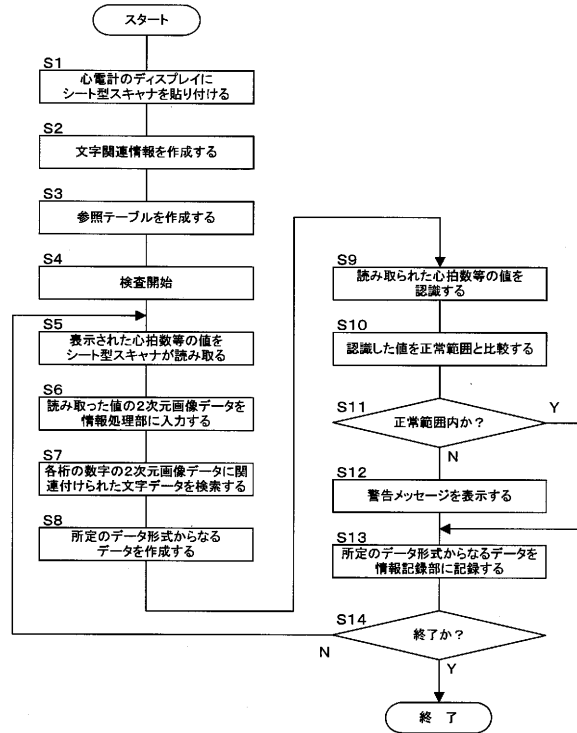 スタート
S1
心電計のディスプレイに
シート型スキャナを貼り付ける
S2
文字関連情報を作成する
S3
参照テーブルを作成する
S4
検査開始
S5
表示された心拍数等の値を
シート型スキャナが読み取る
S6
読み取った値の2次元画像データを
情報処理部に入力する
S7
各桁の数字の2次元画像データに関
連付けられた文字データを検索する
S8
所定のデータ形式からなる
データを作成する
S9
読み取られた心拍数等の値を
認識する
S10
認識した値を正常範囲と比較する
S11
正常範囲内か?
Y
N
S12
警告メッセージを表示する
S13
所定のデータ形式からなるデータを
情報記録部に記録する
S14
終了か?
N
Y
終 了